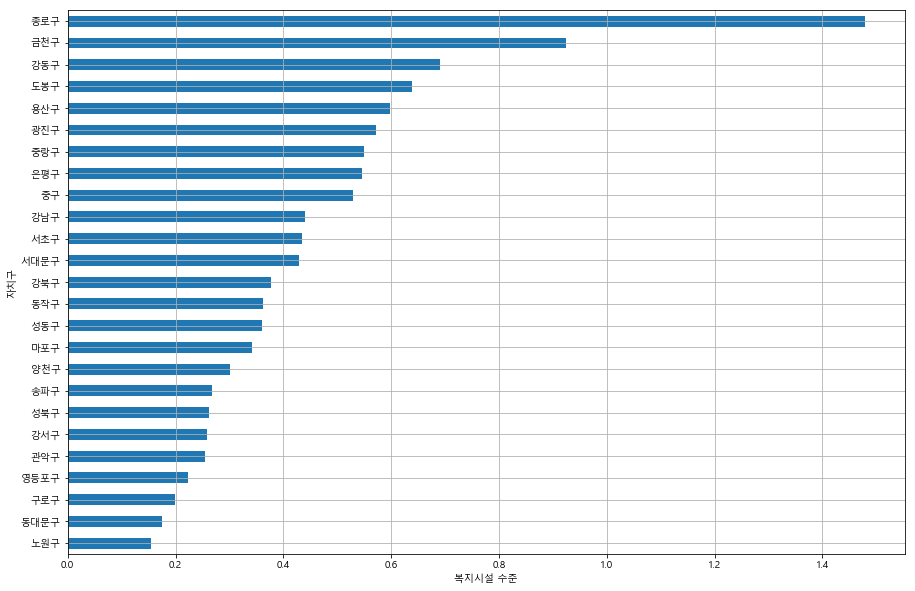 종로구
금천구
강동구
도봉구
용산구
광진구
중랑구
은평구
중구
강남구
서초구
서대문구
강북구
동작구
성동구
마포구
양천구
송파구
성북구
강서구
관악구
영등포구
구로구
동대문구
노원구
자치구
0.0 0.2 0.4 0.6 0.8 1.0 1.2 1.4
복지시설 수준